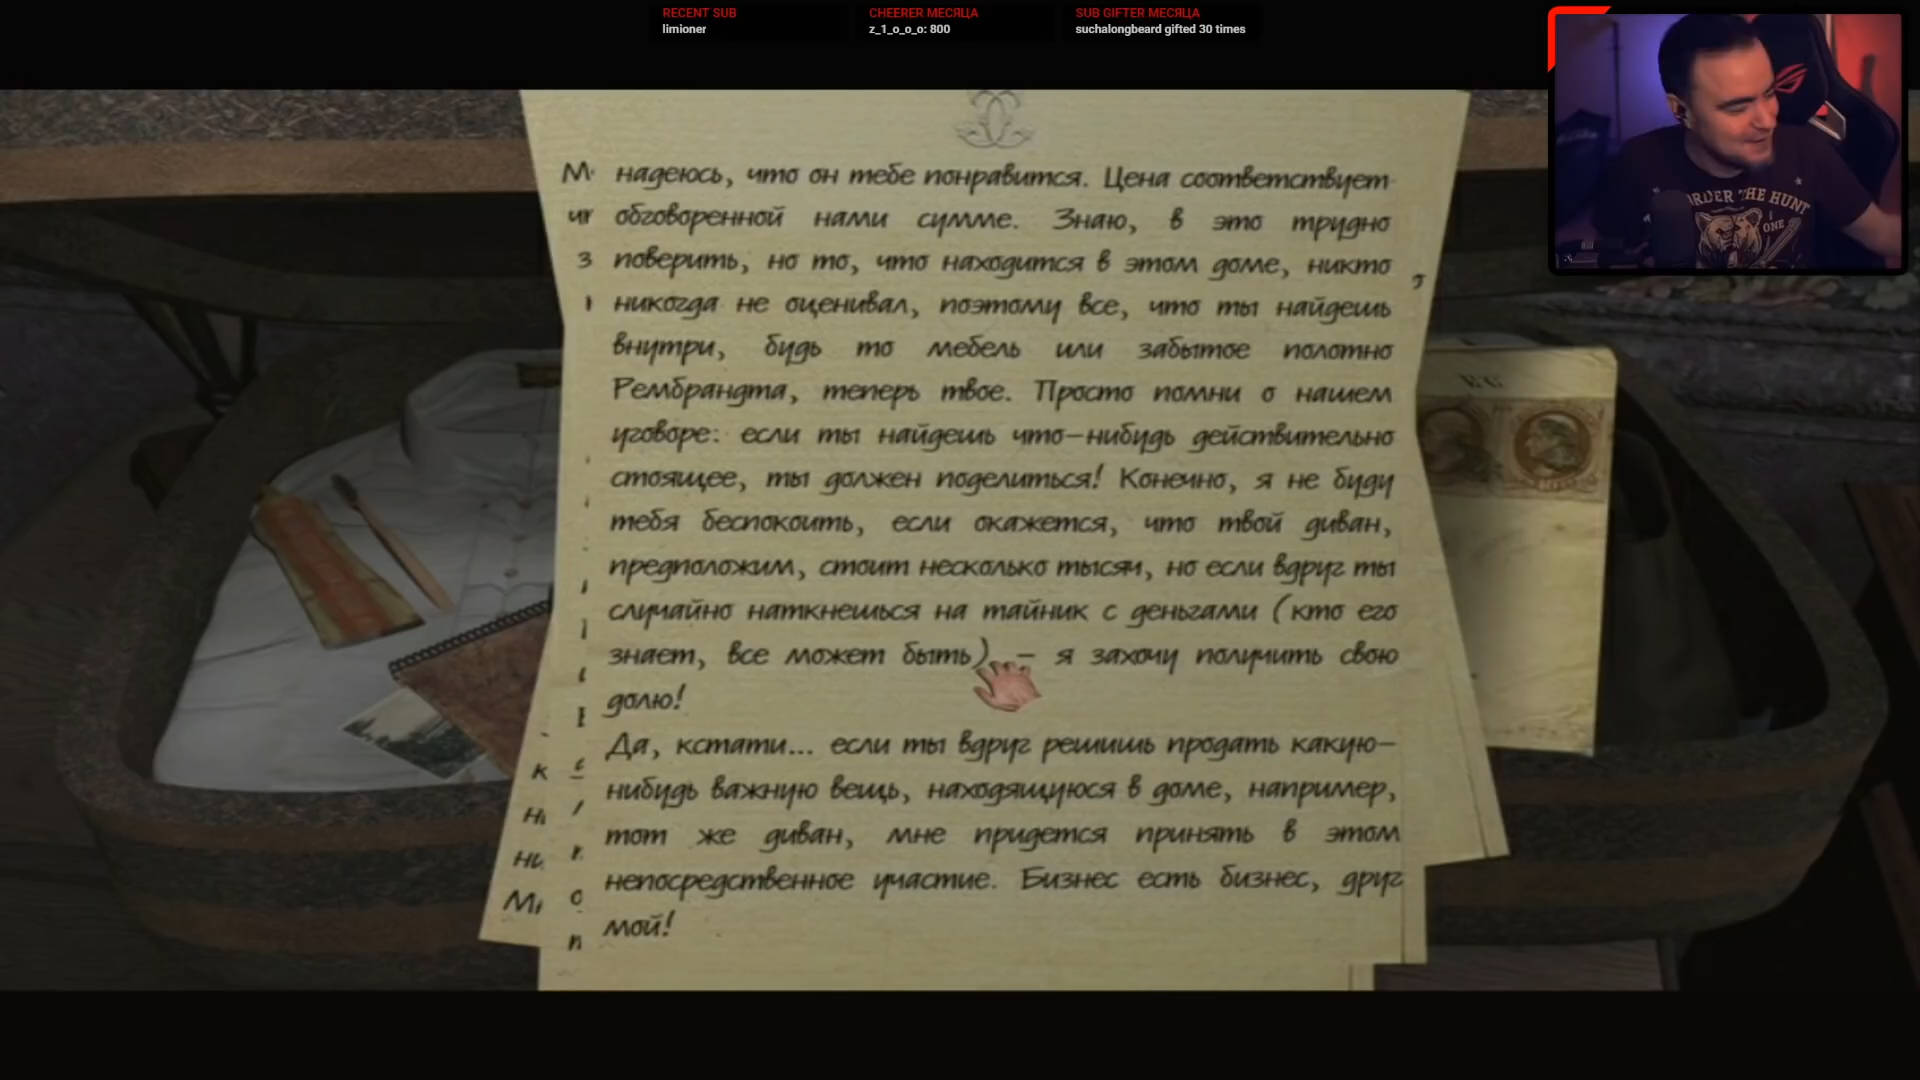 RECENT SUB
limioner
CHEERER МЕСЯЦА
z_1_o_o_o: 800
SUB GIFTER МЕСЯЦА
suchalongbeard gifted 30 times
надеюсь, что он тебе понравится. Цена соответствует
обговоренной нами сумме. Знаю, в это трудно
поверить, но то, что находится в этом доме, никто
никогда не оценивал, поэтому все, что ты найдешь
внутри, будь то мебель или забытое полотно
Рембрандта, теперь твое. Просто помни о нашем
уговоре: если ты найдешь что-нибудь действительно
стоящее, ты должен поделиться! Конечно, я не буду
тебя беспокоить, если окажется, что твой диван,
предположим, стоит несколько тысяч, но если вдруг ты
случайно наткнешься на тайник с деньгами (кто его
знает, все может быть) – я захочу получить свою
долю!
Да, кстати... если ты вдруг решишь продать какую-
нибудь важную вещь, находящуюся в доме, например,
тот же диван, мне придется принять в этом
непосредственное участие. Бизнес есть бизнес, друг
мой!